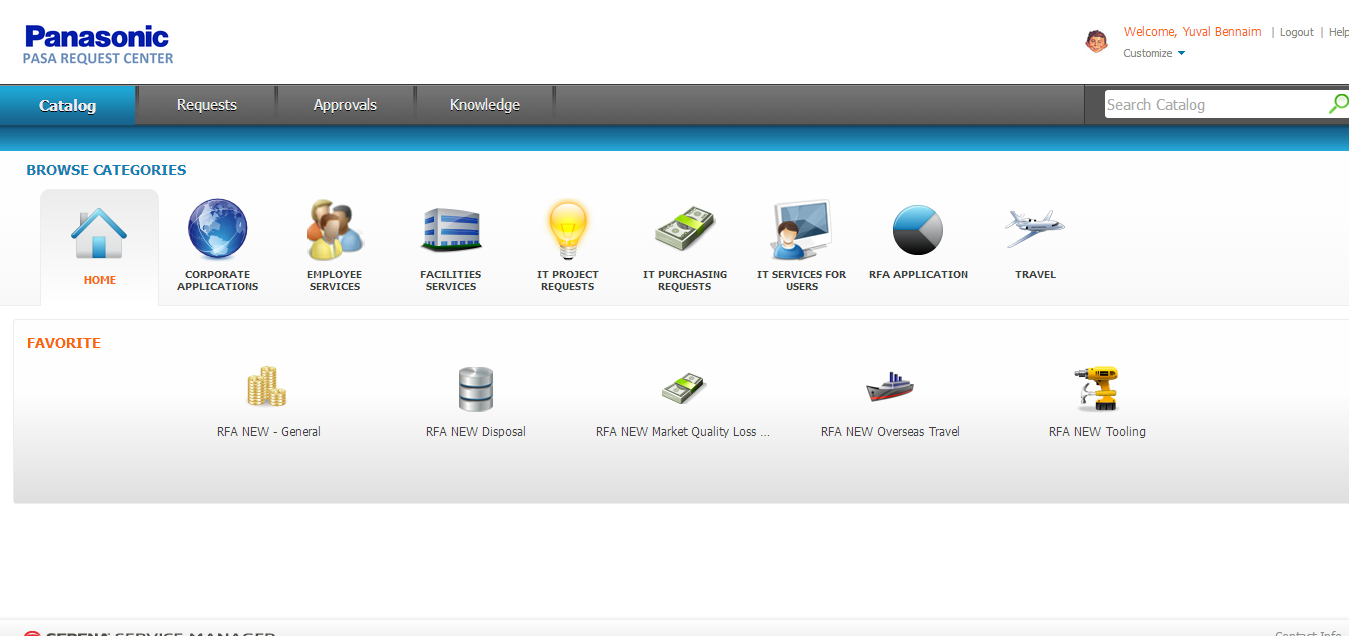 Panasonic
PASA REQUEST CENTER
Welcome, Yuval Bennaim | Logout | Help
Customize
Catalog Requests Approvals Knowledge Search Catalog
BROWSE CATEGORIES
HOME
CORPORATE APPLICATIONS
EMPLOYEE SERVICES
FACILITIES SERVICES
IT PROJECT REQUESTS
IT PURCHASING REQUESTS
IT SERVICES FOR USERS
RFA APPLICATION
TRAVEL
FAVORITE
RFA NEW - General
RFA NEW Disposal
RFA NEW Market Quality Loss ...
RFA NEW Overseas Travel
RFA NEW Tooling
SERENA SERVICE MANAGER
Contact Info